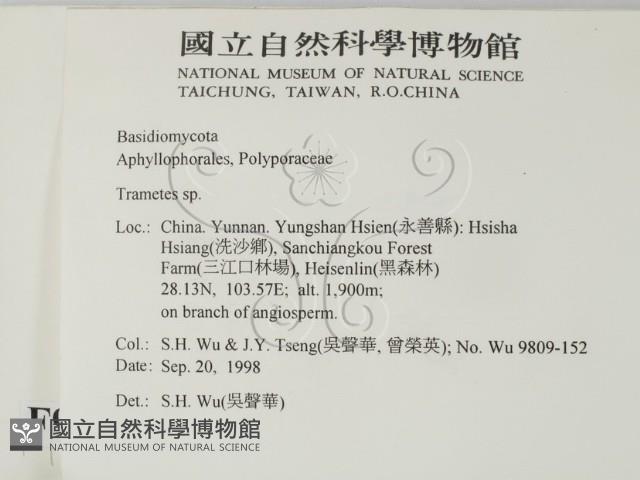 國立自然科學博物館
NATIONAL MUSEUM OF NATURAL SCIENCE
TAICHUNG, TAIWAN, R.O.CHINA
Basidiomycota
Aphyllophorales, Polyporaceae
Trametes sp.
Loc.: China. Yunnan. Yungshan Hsien(永善縣): Hsisha
Hsiang(洗沙鄉), Sanchiangkou Forest
Farm(三江口林場), Heisenlin(黑森林)
28.13N, 103.57E; alt. 1,900m;
on branch of angiosperm.
Col.: S.H. Wu & J.Y. Tseng(吳聲華, 曾榮英); No. Wu 9809-152
Date: Sep. 20, 1998
Det.: S.H. Wu(吳聲華)
國立自然科學博物館
NATIONAL MUSEUM OF NATURAL SCIENCE